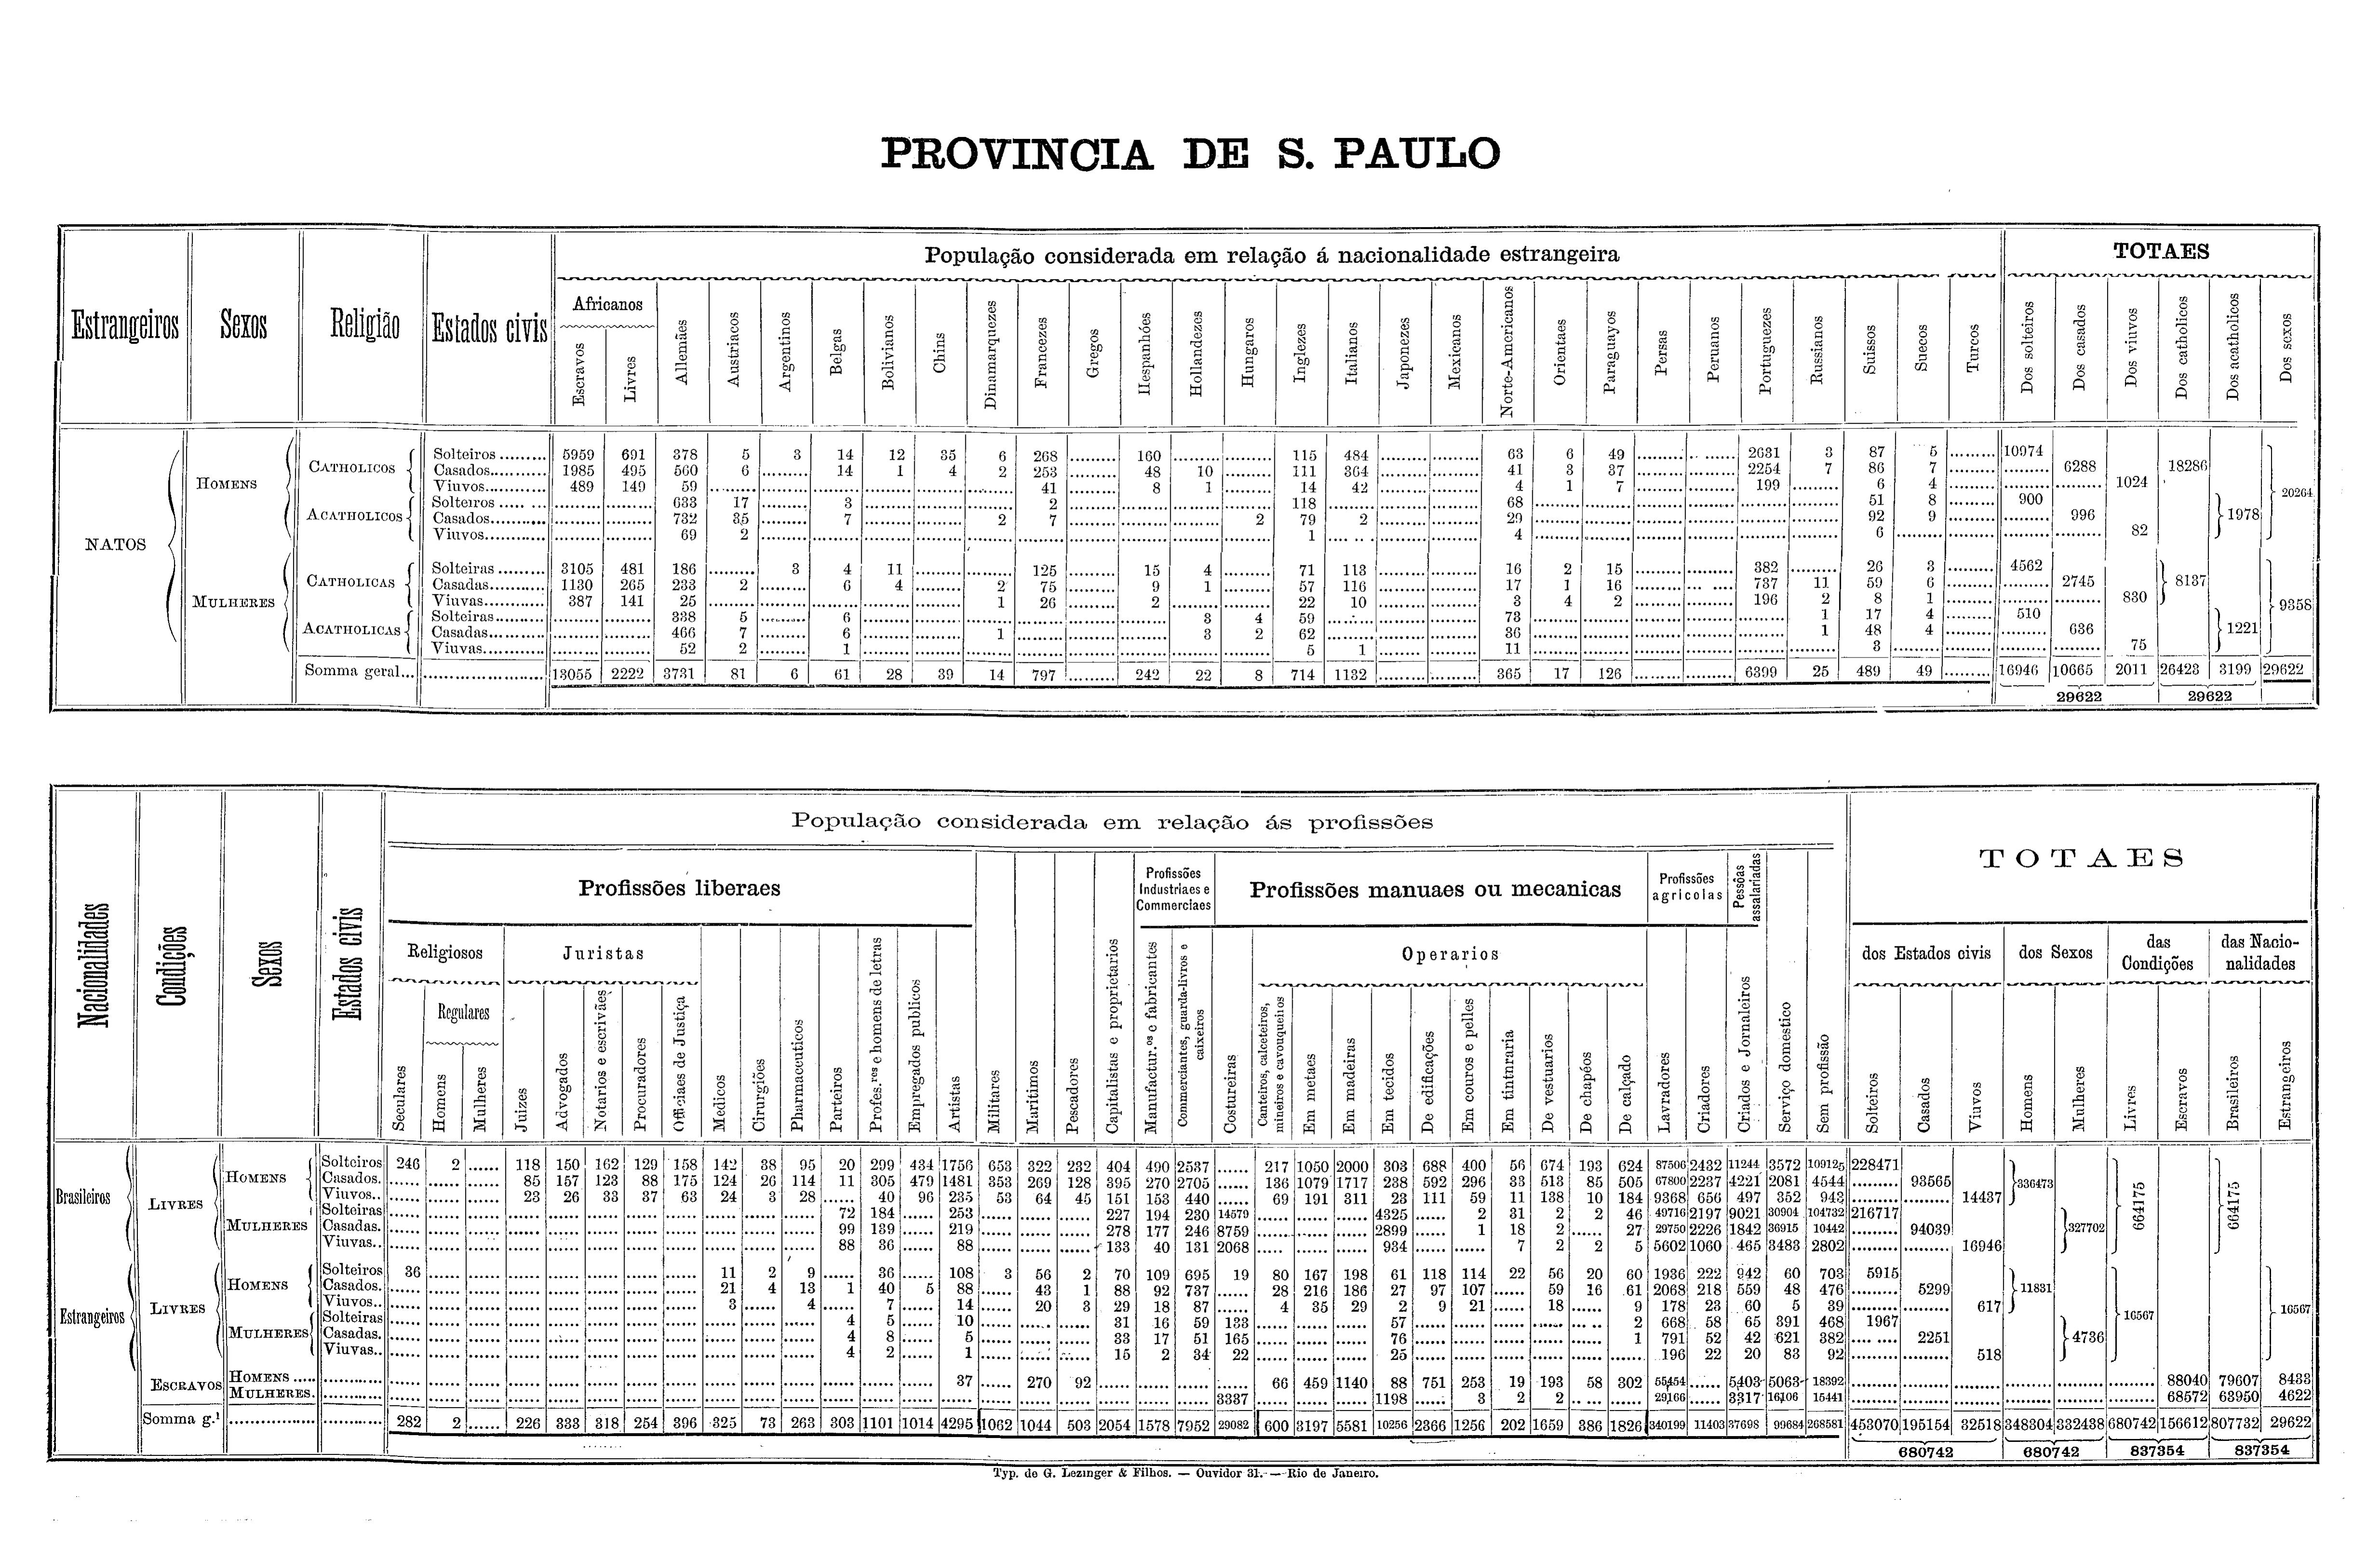 PROVINCIA DE S. PAULO
População considerada em relação á nacionalidade estrangeira
TOTAES
Estrangeiros Sexos Religião Estados civis
Africanos
Escravos Livres Allemães Austriacos Argentinos Belgas Bolivianos Chins Dinamarquezes Francezes Gregos Hespanhóes Hollandezes Hungaros Inglezes Italianos Japonezes Mexicanos Norte-Americanos Orientaes Paraguayos Persas Peruanos Portuguezes Russianos Suissos Suecos Turcos Dos solteiros Dos casados Dos viuvos Dos catholicos Dos acatholicos Dos sexos
NATOS
HOMENS
CATHOLICOS
Solteiros ......... 5959 691 378 5 3 14 12 35 6 268 ......... 160 ......... ......... 115 484 ......... ......... 63 6 49 ......... ......... 2631 3 87 5 ......... 10974
Casados........... 1985 495 560 6 ......... 14 1 4 2 253 ......... 48 10 ......... 111 364 ......... ......... 41 3 37 ......... ......... 2254 7 86 7 ......... ......... 6288 18286
Viuvos............ 489 149 59 ......... ......... ......... ......... ......... ......... 41 ......... 8 1 ......... 14 42 ......... ......... 4 1 7 ......... ......... 199 ......... 6 4 ......... ......... ......... 1024
20264
ACATHOLICOS
Solteiros ......... ......... ......... 633 17 ......... 3 ......... ......... ......... 2 ......... ......... ......... ......... 118 ......... ......... ......... 68 ......... ......... ......... ......... ......... ......... 51 8 ......... 900
Casados........... ......... ......... 732 35 ......... 7 ......... ......... 2 7 ......... ......... ......... 2 79 2 ......... ......... 29 ......... ......... ......... ......... ......... ......... 92 9 ......... ......... 996 1978
Viuvos............ ......... ......... 69 2 ......... ......... ......... ......... ......... ......... ......... ......... ......... ......... 1 ......... ......... ......... 4 ......... ......... ......... ......... ......... ......... 6 ......... ......... ......... ......... 82
MULHERES
CATHOLICAS
Solteiras ......... 3105 481 186 ......... 3 4 11 ......... ......... 125 ......... 15 4 ......... 71 113 ......... ......... 16 2 15 ......... ......... 382 ......... 26 3 ......... 4562
Casadas........... 1130 265 233 2 ......... 6 4 ......... 2 75 ......... 9 1 ......... 57 116 ......... ......... 17 1 16 ......... ......... 737 11 59 6 ......... ......... 2745 8137
Viuvas............ 387 141 25 ......... ......... ......... ......... ......... 1 26 ......... 2 ......... ......... 22 10 ......... ......... 3 4 2 ......... ......... 196 2 8 1 ......... ......... ......... 830
9358
ACATHOLICAS
Solteiras......... ......... ......... 338 5 ......... 6 ......... ......... ......... ......... ......... ......... 3 4 59 ......... ......... ......... 73 ......... ......... ......... ......... ......... 1 17 4 ......... 510
Casadas........... ......... ......... 466 7 ......... 6 ......... ......... 1 ......... ......... ......... 3 2 62 ......... ......... ......... 36 ......... ......... ......... ......... ......... 1 48 4 ......... ......... 636 1221
Viuvas............ ......... ......... 52 2 ......... 1 ......... ......... ......... ......... ......... ......... ......... ......... 5 1 ......... ......... 11 ......... ......... ......... ......... ......... ......... 3 ......... ......... ......... ......... 75
Somma geral... ......... 13055 2222 3731 81 6 61 28 39 14 797 ......... 242 22 8 714 1132 ......... ......... 365 17 126 ......... ......... 6399 25 489 49 ......... 16946 10665 2011 26423 3199 29622
29622 29622
População considerada em relação ás profissões
TOTAES
Nacionalidades Condições Sexos Estados civis
Profissões liberaes
Profissões Industriaes e Commerciaes
Profissões manuaes ou mecanicas
Profissões agricolas
Pessôas assalariadas
Religiosos Juristas Operarios dos Estados civis dos Sexos das Condições das Nacionalidades
Regulares
Seculares Homens Mulheres Juizes Advogados Notarios e escrivães Procuradores Officiaes de Justiça Medicos Cirurgiões Pharmaceuticos Parteiros Profes.res e homens de letras Empregados publicos Artistas Militares Maritimos Pescadores Capitalistas e proprietarios Manufactur.os e fabricantes Commerciantes, guarda-livros e caixeiros Costureiras Canteiros, calceteiros, mineiros e cavouqueiros Em metaes Em madeiras Em tecidos De edificações Em couros e pelles Em tinturaria De vestuarios De chapéos De calçado Lavradores Criadores Criados e Jornaleiros Serviço domestico Sem profissão Solteiros Casados Viuvos Homens Mulheres Livres Escravos Brasileiros Estrangeiros
Brasileiros
LIVRES
HOMENS
Solteiros 246 2 ...... 118 150 162 129 158 142 38 95 20 299 434 1756 653 322 232 404 490 2537 ...... 217 1050 2000 303 688 400 56 674 193 624 87506 2432 11244 3572 109125 228471
Casados. ...... ...... ...... 85 157 123 88 175 124 26 114 11 305 479 1481 353 269 128 395 270 2705 ...... 136 1079 1717 238 592 296 33 513 85 505 67800 2237 4221 2081 4544 ......... 93565 336473
Viuvos.. ...... ...... ...... 23 26 33 37 63 24 3 28 ...... 40 96 235 53 64 45 151 153 440 ...... 69 191 311 23 111 59 11 138 10 184 9368 656 497 352 943 ......... ......... 14437
664175 664175
MULHERES
Solteiras ...... ...... ...... ...... ...... ...... ...... ...... ...... ...... ...... 72 184 ...... 253 ...... ...... ...... 227 194 230 14579 ...... ...... ...... 4325 ...... 2 31 2 2 46 49716 2197 9021 30904 104732 216717
Casadas. ...... ...... ...... ...... ...... ...... ...... ...... ...... ...... ...... 99 139 ...... 219 ...... ...... ...... 278 177 246 8759 ...... ...... ...... 2899 ...... 1 18 2 ...... 27 29750 2226 1842 36915 10442 ......... 94039 327702
Viuvas.. ...... ...... ...... ...... ...... ...... ...... ...... ...... ...... ...... 88 36 ...... 88 ...... ...... ...... 133 40 131 2068 ...... ...... ...... 934 ...... ...... 7 2 2 5 5602 1060 465 3483 2802 ......... ......... 16946
Estrangeiros
LIVRES
HOMENS
Solteiros 36 ...... ...... ...... ...... ...... ...... ...... 11 2 9 ...... 36 ...... 108 3 56 2 70 109 695 19 80 167 198 61 118 114 22 56 20 60 1936 222 942 60 703 5915
Casados. ...... ...... ...... ...... ...... ...... ...... ...... 21 4 13 1 40 5 88 ...... 43 1 88 92 737 ...... 28 216 186 27 97 107 ...... 59 16 61 2068 218 559 48 476 ......... 5299 11831
Viuvos.. ...... ...... ...... ...... ...... ...... ...... ...... 3 ...... 4 ...... 7 ...... 14 ...... 20 3 29 18 87 ...... 4 35 29 2 9 21 ...... 18 ...... 9 178 23 60 5 39 ......... ......... 617
16567 16567
MULHERES
Solteiras ...... ...... ...... ...... ...... ...... ...... ...... ...... ...... ...... 4 5 ...... 10 ...... ...... ...... 31 16 59 133 ...... ...... ...... 57 ...... ...... ...... ...... ...... 2 668 58 65 391 468 1967
Casadas. ...... ...... ...... ...... ...... ...... ...... ...... ...... ...... ...... 4 8 ...... 5 ...... ...... ...... 33 17 51 165 ...... ...... ...... 76 ...... ...... ...... ...... ...... 1 791 52 42 621 382 ......... 2251 4736
Viuvas.. ...... ...... ...... ...... ...... ...... ...... ...... ...... ...... ...... 4 2 ...... 1 ...... ...... ...... 15 2 34 22 ...... ...... ...... 25 ...... ...... ...... ...... ...... ...... 196 22 20 83 92 ......... ......... 518
ESCRAVOS
HOMENS ..... ...... ...... ...... ...... ...... ...... ...... ...... ...... ...... ...... ...... ...... ...... 37 ...... 270 92 ...... ...... ...... ...... 66 459 1140 88 751 253 19 193 58 302 55454 ...... 5403 5063 18392 ......... ......... ......... ......... ......... ......... 88040 79607 8433
MULHERES. ...... ...... ...... ...... ...... ...... ...... ...... ...... ...... ...... ...... ...... ...... ...... ...... ...... ...... ...... ...... ...... 3337 ...... ...... ...... 1198 ...... 3 2 2 ...... ...... 29166 ...... 3317 16106 15441 ......... ......... ......... ......... ......... ......... 68572 63950 4622
Somma g.l ......... ......... 282 2 ...... 226 333 318 254 396 325 73 263 303 1101 1014 4295 1062 1044 503 2054 1578 7952 29082 600 3197 5581 10256 2366 1256 202 1659 386 1826 340199 11403 37698 99684 268581 453070 195154 32518 348304 332438 680742 156612 807732 29622
680742 680742 837354 837354
Typ. de G. Lezinger & Filhos. — Ouvidor 31. — Rio de Janeiro.